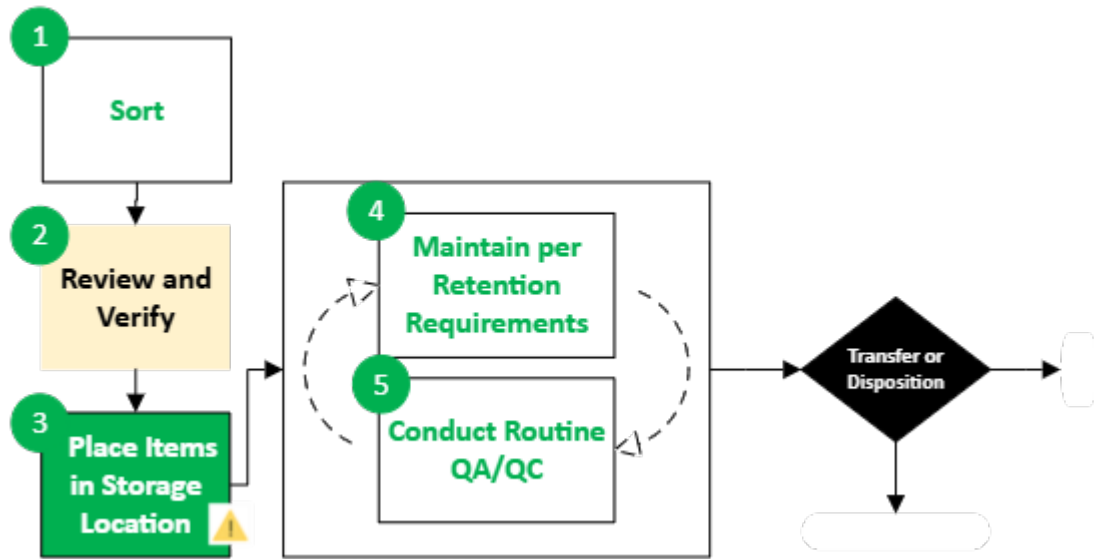 1
Sort
2
Review and
Verify
3
Place Items
in Storage
Location
4
Maintain per
Retention
Requirements
5
Conduct Routine
QA/QC
Transfer or
Disposition